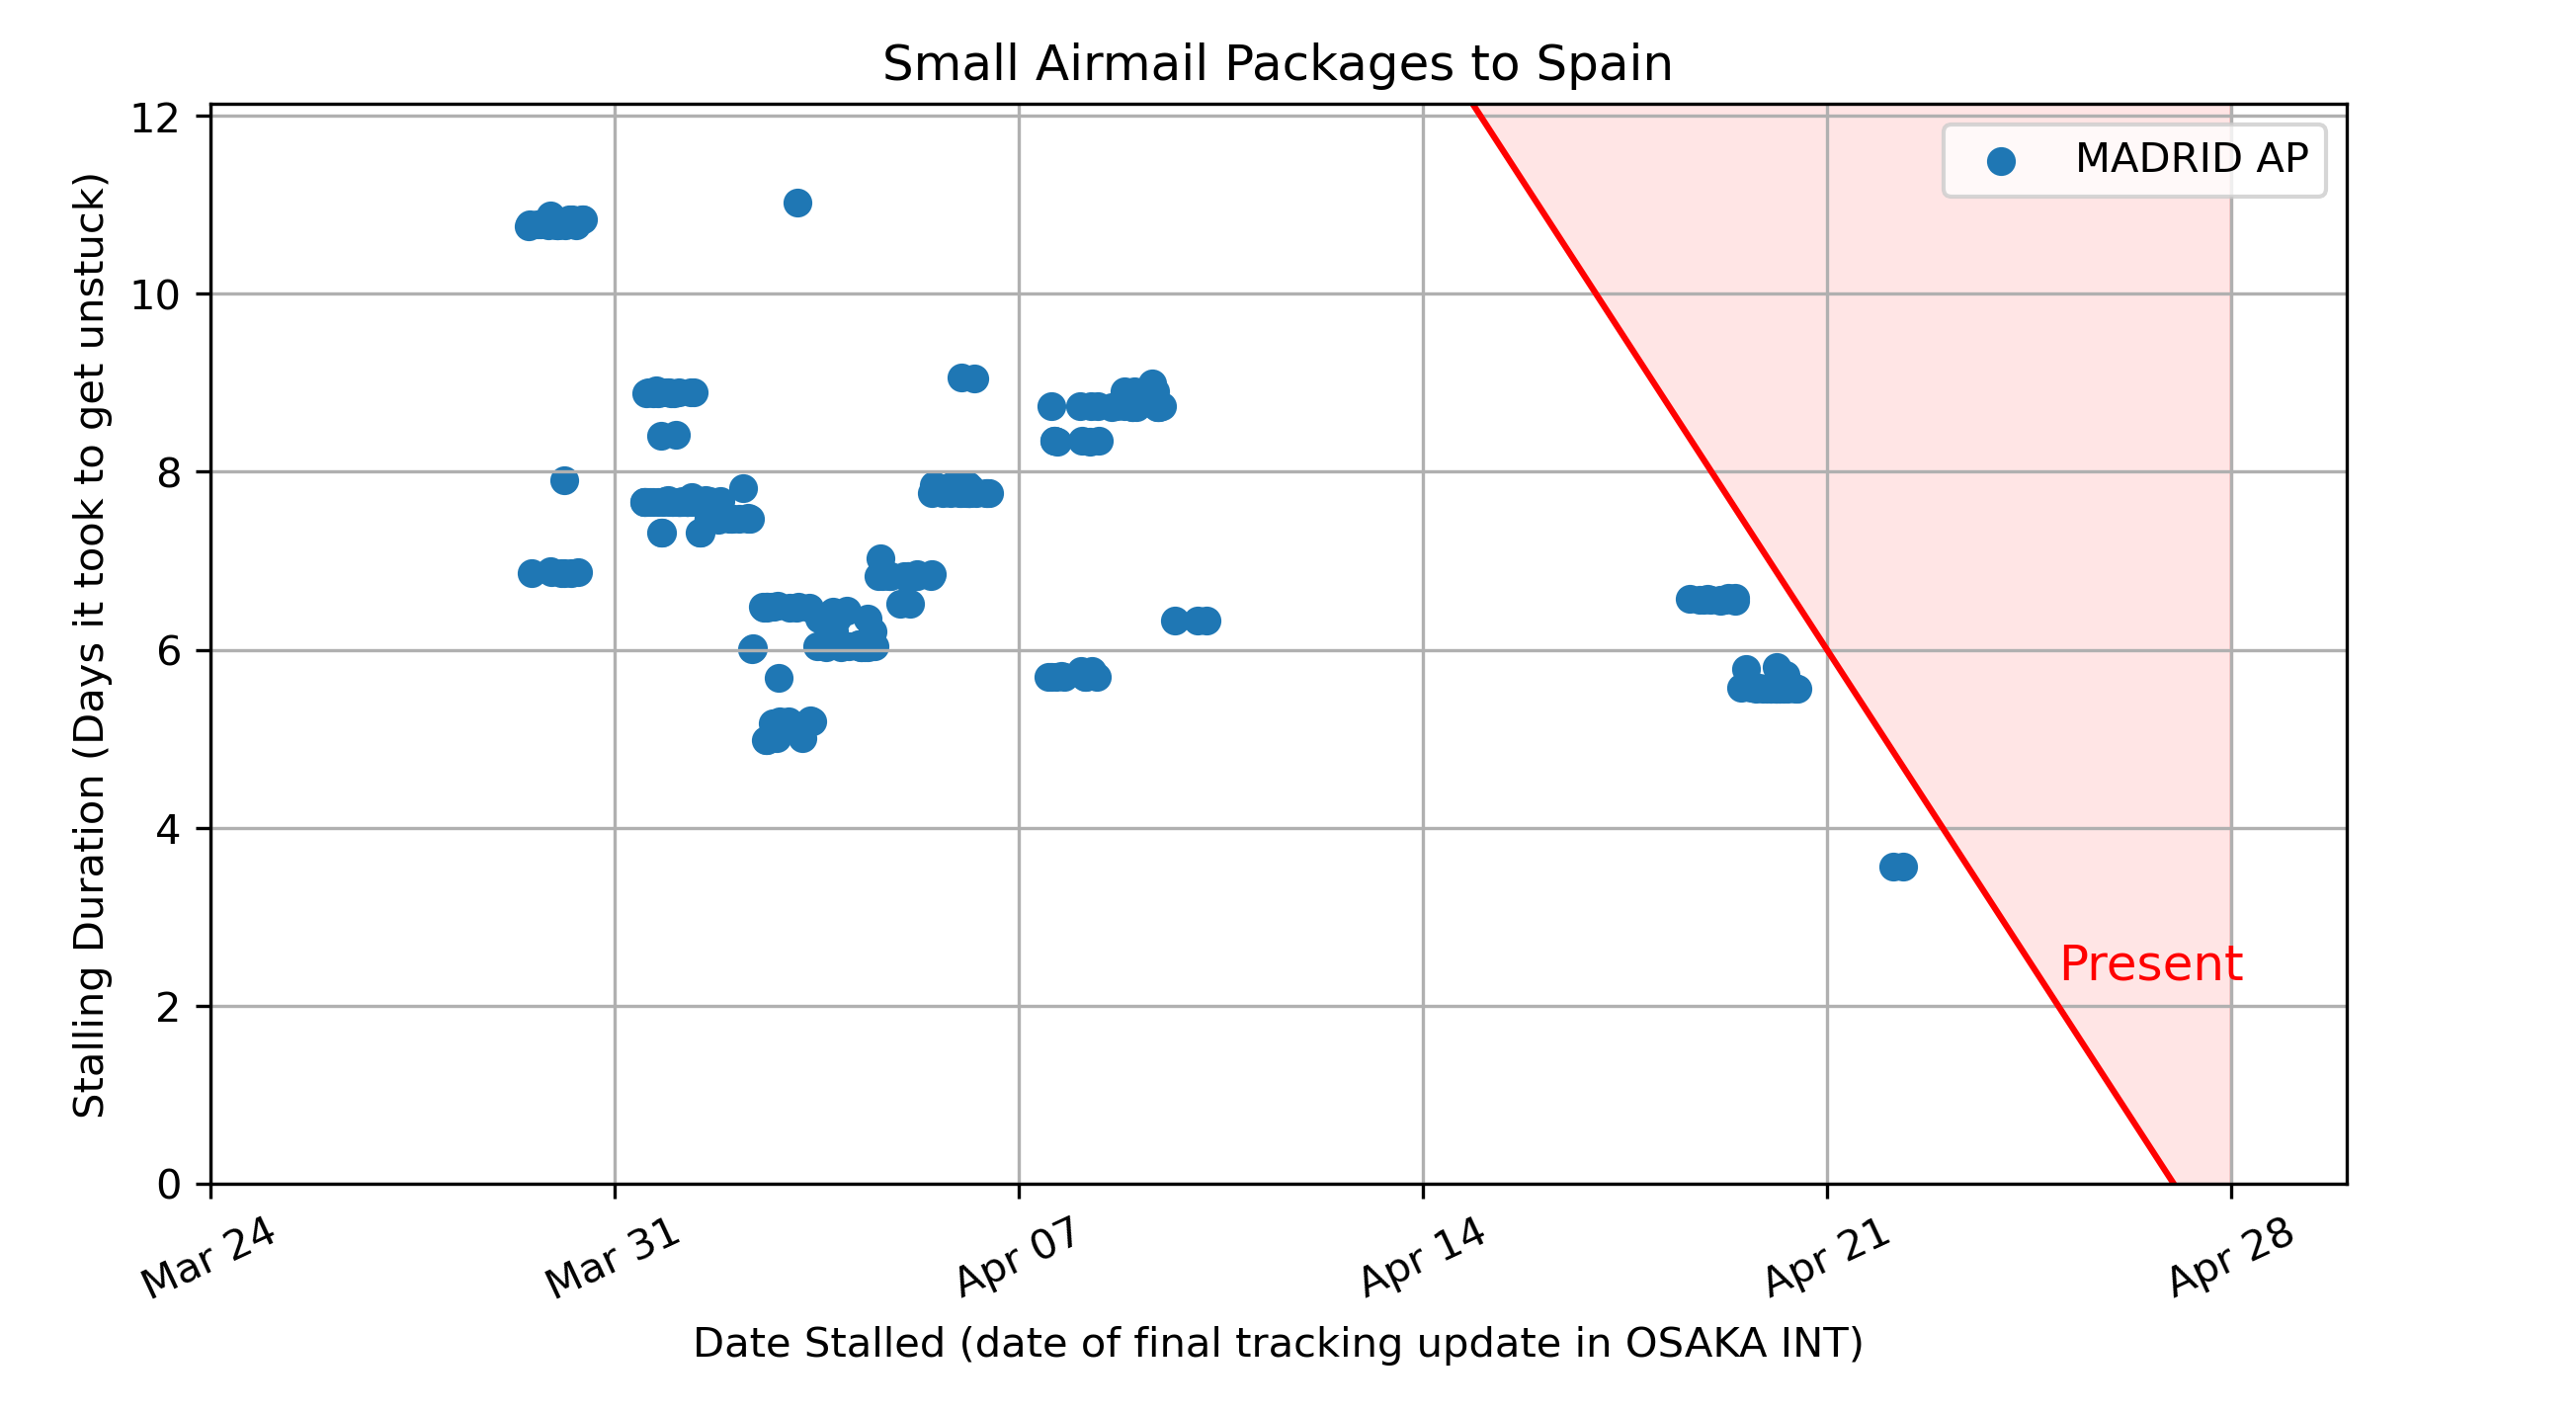 Small Airmail Packages to Spain
Stalling Duration (Days it took to get unstuck)
12
10
8
6
4
2
0
MADRID AP
Present
Mar 24
Mar 31
Apr 07
Apr 14
Apr 21
Apr 28
Date Stalled (date of final tracking update in OSAKA INT)